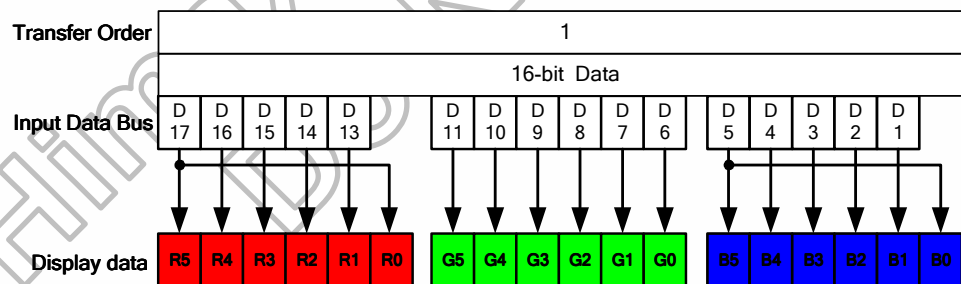 Transfer Order 1
16-bit Data
Input Data Bus D 17 D 16 D 15 D 14 D 13 D 11 D 10 D 9 D 8 D 7 D 6 D 5 D 4 D 3 D 2 D 1
Display data R5 R4 R3 R2 R1 R0 G5 G4 G3 G2 G1 G0 B5 B4 B3 B2 B1 B0